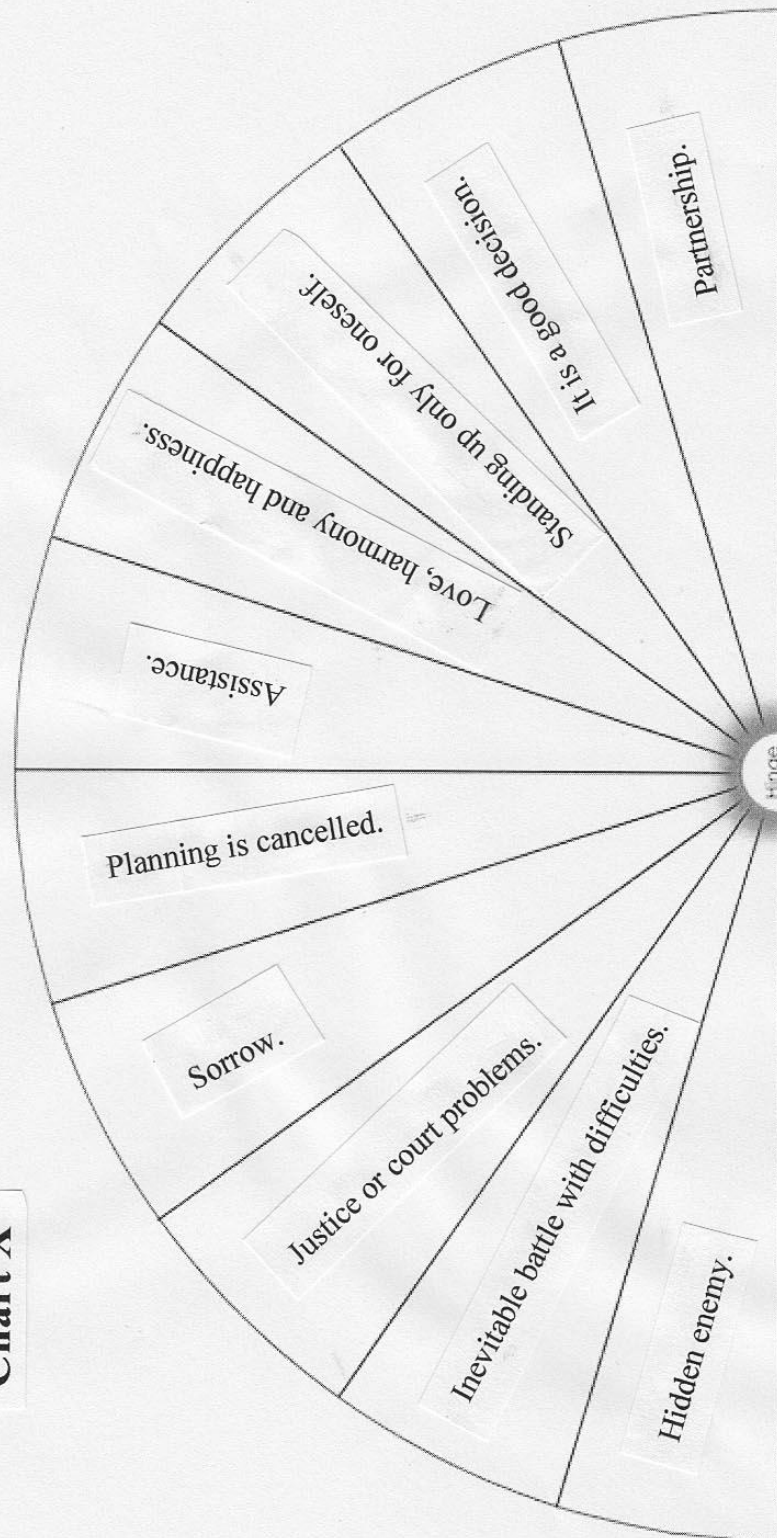 Partnership.
It is a good decision.
Standing up only for oneself.
Love, harmony and happiness.
Assistance.
Planning is cancelled.
Sorrow.
Justice or court problems.
Inevitable battle with difficulties.
Hidden enemy.
Hinge
Chart X